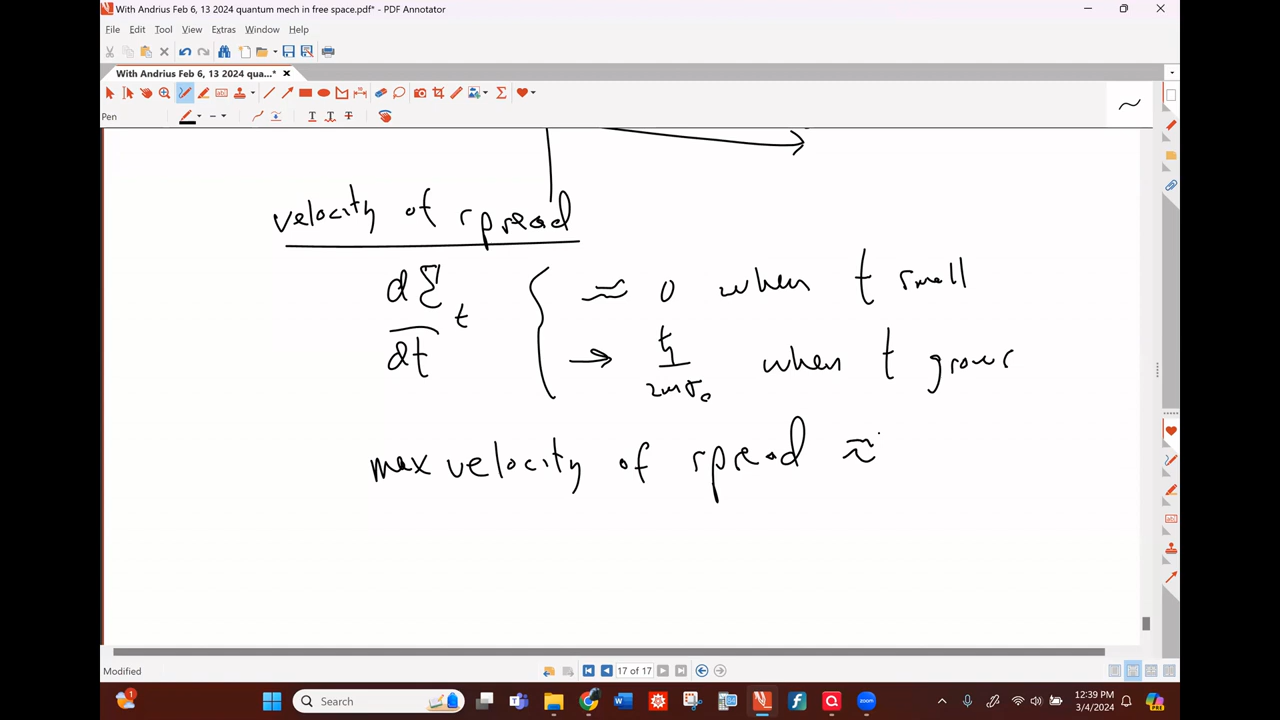 With Andrius Feb 6, 13 2024 quantum mech in free space.pdf* - PDF Annotator
File Edit Tool View Extras Window Help
With Andrius Feb 6, 13 2024 qua...*
Pen
velocity of spread
dΣt/dt { ≈ 0 when t small
→ ħ/2mσ₀ when t grows
max velocity of spread ≈
Modified
17 of 17
Search
12:39 PM
3/4/2024